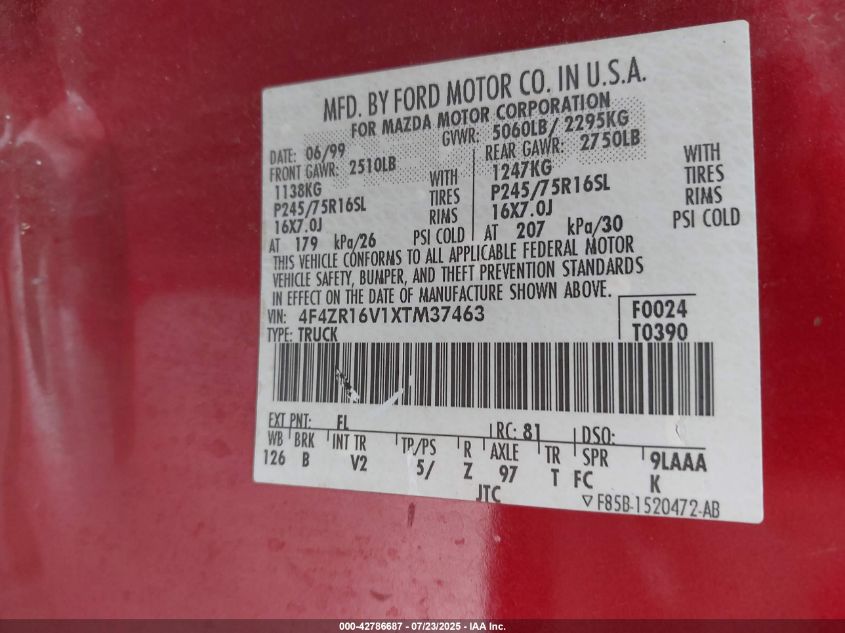 MFD. BY FORD MOTOR CO. IN U.S.A.
FOR MAZDA MOTOR CORPORATION
DATE: 06/99 GVWR: 5060LB/ 2295KG
FRONT GAWR: 2510LB REAR GAWR: 2750LB
1138KG WITH 1247KG WITH
P245/75R16SL TIRES P245/75R16SL TIRES
16X7.0J RIMS 16X7.0J RIMS
AT 179 kPa/26 PSI COLD AT 207 kPa/30 PSI COLD
THIS VEHICLE CONFORMS TO ALL APPLICABLE FEDERAL MOTOR
VEHICLE SAFETY, BUMPER, AND THEFT PREVENTION STANDARDS
IN EFFECT ON THE DATE OF MANUFACTURE SHOWN ABOVE.
VIN: 4F4ZR16V1XTM37463 F0024
TYPE: TRUCK T0390
EXT PNT: FL RC: 81 DSO:
WB BRK INT TR TP/PS R AXLE TR SPR 9LAAA
126 B V2 5/ Z 97 T FC K
JTC ▽F85B-1520472-AB
000-42786687 - 07/23/2025 - IAAI.COM